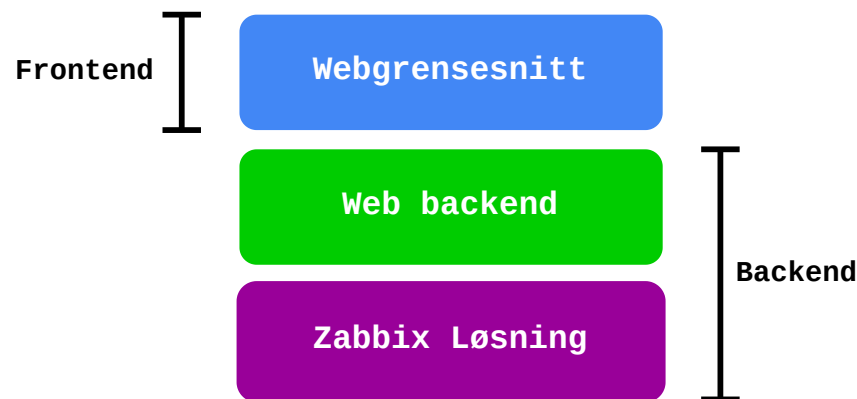 Frontend
Webgrensesnitt
Web backend
Backend
Zabbix Løsning